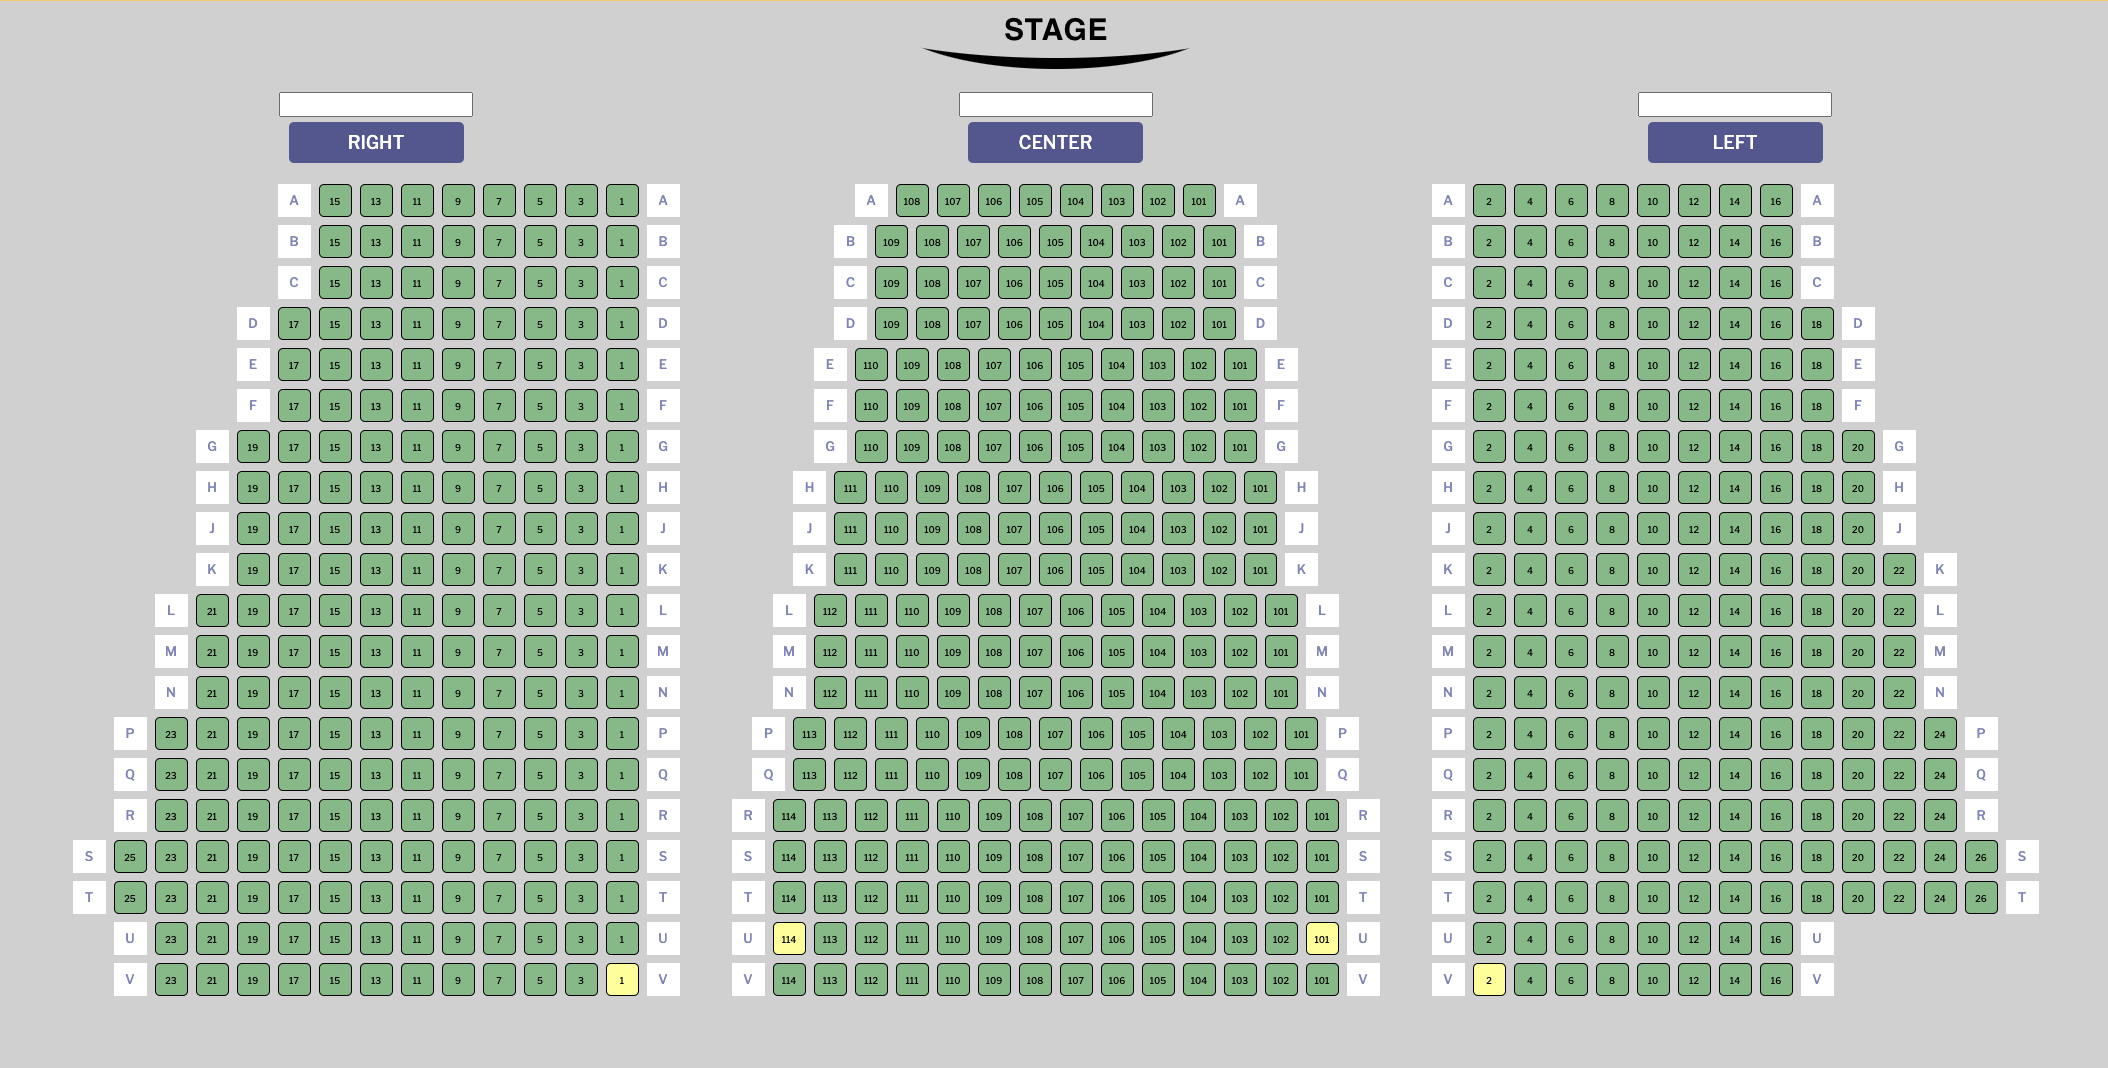 STAGE
RIGHT CENTER LEFT
A 15 13 11 9 7 5 3 1 A A 108 107 106 105 104 103 102 101 A A 2 4 6 8 10 12 14 16 A
B 15 13 11 9 7 5 3 1 B B 109 108 107 106 105 104 103 102 101 B B 2 4 6 8 10 12 14 16 B
C 15 13 11 9 7 5 3 1 C C 109 108 107 106 105 104 103 102 101 C C 2 4 6 8 10 12 14 16 C
D 17 15 13 11 9 7 5 3 1 D D 109 108 107 106 105 104 103 102 101 D D 2 4 6 8 10 12 14 16 18 D
E 17 15 13 11 9 7 5 3 1 E E 110 109 108 107 106 105 104 103 102 101 E E 2 4 6 8 10 12 14 16 18 E
F 17 15 13 11 9 7 5 3 1 F F 110 109 108 107 106 105 104 103 102 101 F F 2 4 6 8 10 12 14 16 18 F
G 19 17 15 13 11 9 7 5 3 1 G G 110 109 108 107 106 105 104 103 102 101 G G 2 4 6 8 10 12 14 16 18 20 G
H 19 17 15 13 11 9 7 5 3 1 H H 111 110 109 108 107 106 105 104 103 102 101 H H 2 4 6 8 10 12 14 16 18 20 H
J 19 17 15 13 11 9 7 5 3 1 J J 111 110 109 108 107 106 105 104 103 102 101 J J 2 4 6 8 10 12 14 16 18 20 J
K 19 17 15 13 11 9 7 5 3 1 K K 111 110 109 108 107 106 105 104 103 102 101 K K 2 4 6 8 10 12 14 16 18 20 22 K
L 21 19 17 15 13 11 9 7 5 3 1 L L 112 111 110 109 108 107 106 105 104 103 102 101 L L 2 4 6 8 10 12 14 16 18 20 22 L
M 21 19 17 15 13 11 9 7 5 3 1 M M 112 111 110 109 108 107 106 105 104 103 102 101 M M 2 4 6 8 10 12 14 16 18 20 22 M
N 21 19 17 15 13 11 9 7 5 3 1 N N 112 111 110 109 108 107 106 105 104 103 102 101 N N 2 4 6 8 10 12 14 16 18 20 22 N
P 23 21 19 17 15 13 11 9 7 5 3 1 P P 113 112 111 110 109 108 107 106 105 104 103 102 101 P P 2 4 6 8 10 12 14 16 18 20 22 24 P
Q 23 21 19 17 15 13 11 9 7 5 3 1 Q Q 113 112 111 110 109 108 107 106 105 104 103 102 101 Q Q 2 4 6 8 10 12 14 16 18 20 22 24 Q
R 23 21 19 17 15 13 11 9 7 5 3 1 R R 114 113 112 111 110 109 108 107 106 105 104 103 102 101 R R 2 4 6 8 10 12 14 16 18 20 22 24 R
S 25 23 21 19 17 15 13 11 9 7 5 3 1 S S 114 113 112 111 110 109 108 107 106 105 104 103 102 101 S S 2 4 6 8 10 12 14 16 18 20 22 24 26 S
T 25 23 21 19 17 15 13 11 9 7 5 3 1 T T 114 113 112 111 110 109 108 107 106 105 104 103 102 101 T T 2 4 6 8 10 12 14 16 18 20 22 24 26 T
U 23 21 19 17 15 13 11 9 7 5 3 1 U U 114 113 112 111 110 109 108 107 106 105 104 103 102 101 U U 2 4 6 8 10 12 14 16 U
V 23 21 19 17 15 13 11 9 7 5 3 1 V V 114 113 112 111 110 109 108 107 106 105 104 103 102 101 V V 2 4 6 8 10 12 14 16 V